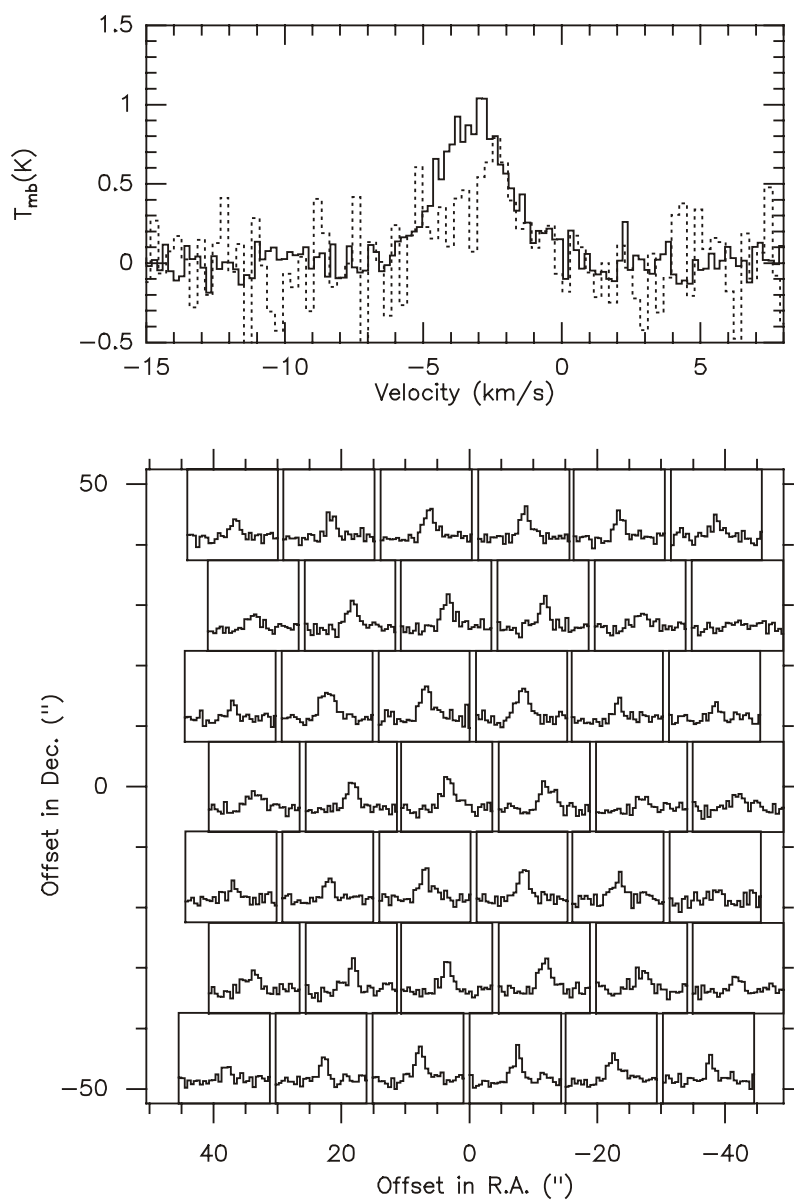 1.5
1
0.5
0
−0.5
T_mb(K)
−15 −10 −5 0 5
Velocity (km/s)
50
0
−50
Offset in Dec. (")
40 20 0 −20 −40
Offset in R.A. (")